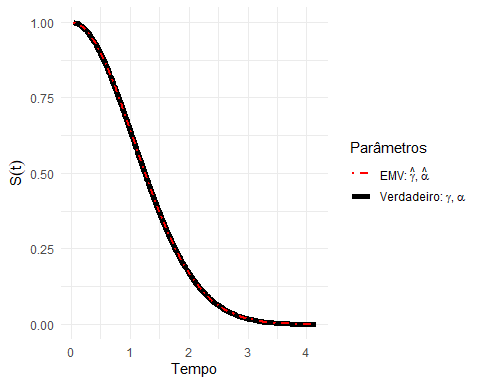 1.00
0.75
0.50
0.25
0.00
S(t)
0
1
2
3
4
Tempo
Parâmetros
EMV: γ̂, α̂
Verdadeiro: γ, α